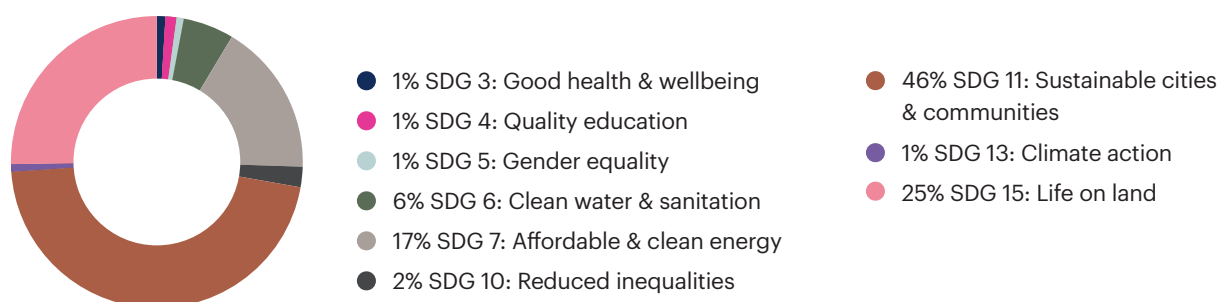 1% SDG 3: Good health & wellbeing
1% SDG 4: Quality education
1% SDG 5: Gender equality
6% SDG 6: Clean water & sanitation
17% SDG 7: Affordable & clean energy
2% SDG 10: Reduced inequalities
46% SDG 11: Sustainable cities
& communities
1% SDG 13: Climate action
25% SDG 15: Life on land